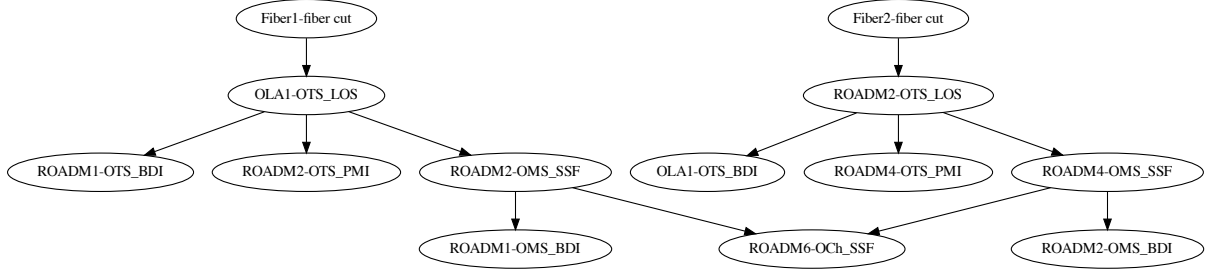 Fiber1-fiber cut
Fiber2-fiber cut
OLA1-OTS_LOS
ROADM2-OTS_LOS
ROADM1-OTS_BDI
ROADM2-OTS_PMI
ROADM2-OMS_SSF
OLA1-OTS_BDI
ROADM4-OTS_PMI
ROADM4-OMS_SSF
ROADM1-OMS_BDI
ROADM6-OCh_SSF
ROADM2-OMS_BDI